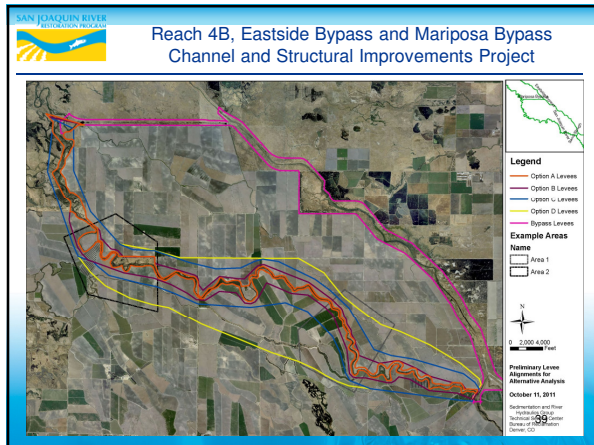 SAN JOAQUIN RIVER
RESTORATION PROGRAM
Reach 4B, Eastside Bypass and Mariposa Bypass
Channel and Structural Improvements Project
Legend
Option A Levees
Option B Levees
Option C Levees
Option D Levees
Bypass Levees
Example Areas
Name
Area 1
Area 2
N
0 2,000 4,000
Feet
Preliminary Levee
Alignments for
Alternative Analysis
October 11, 2011
Sedimentation and River
Hydraulics Group
Technical Center
Bureau of Reclamation
Denver, CO
39